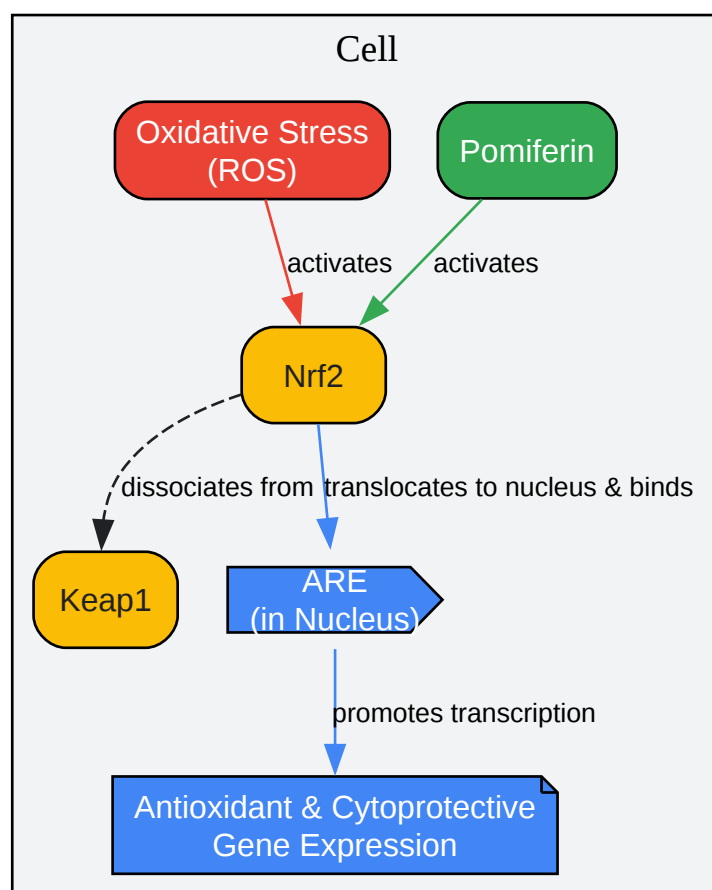 Cell
Oxidative Stress
(ROS)
Pomiferin
activates
activates
Nrf2
dissociates from
translocates to nucleus & binds
Keap1
ARE
(in Nucleus)
promotes transcription
Antioxidant & Cytoprotective
Gene Expression